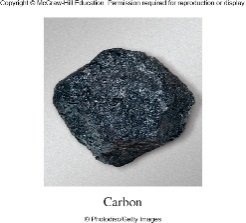 Copyright © McGraw-Hill Education. Permission required for reproduction or display
Carbon
© Photodisc/Getty Images